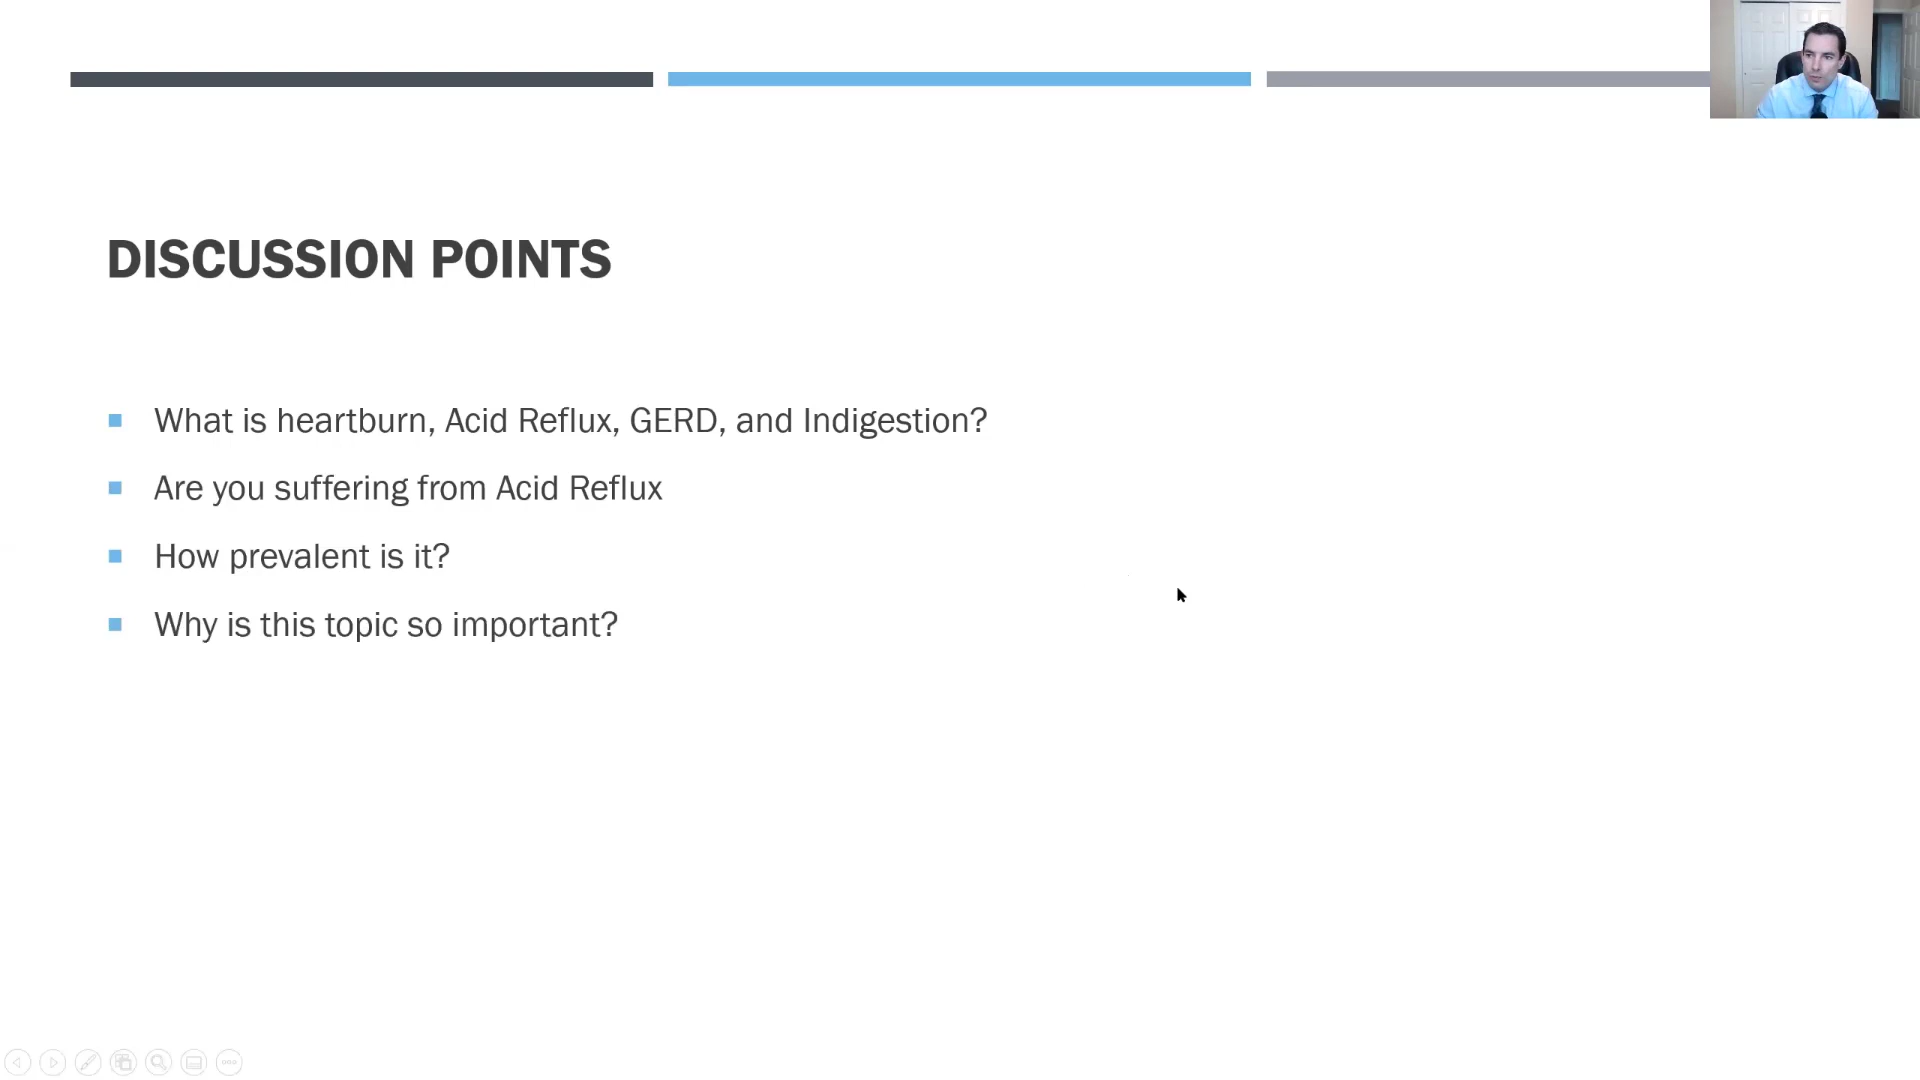 DISCUSSION POINTS
What is heartburn, Acid Reflux, GERD, and Indigestion?
Are you suffering from Acid Reflux
How prevalent is it?
Why is this topic so important?